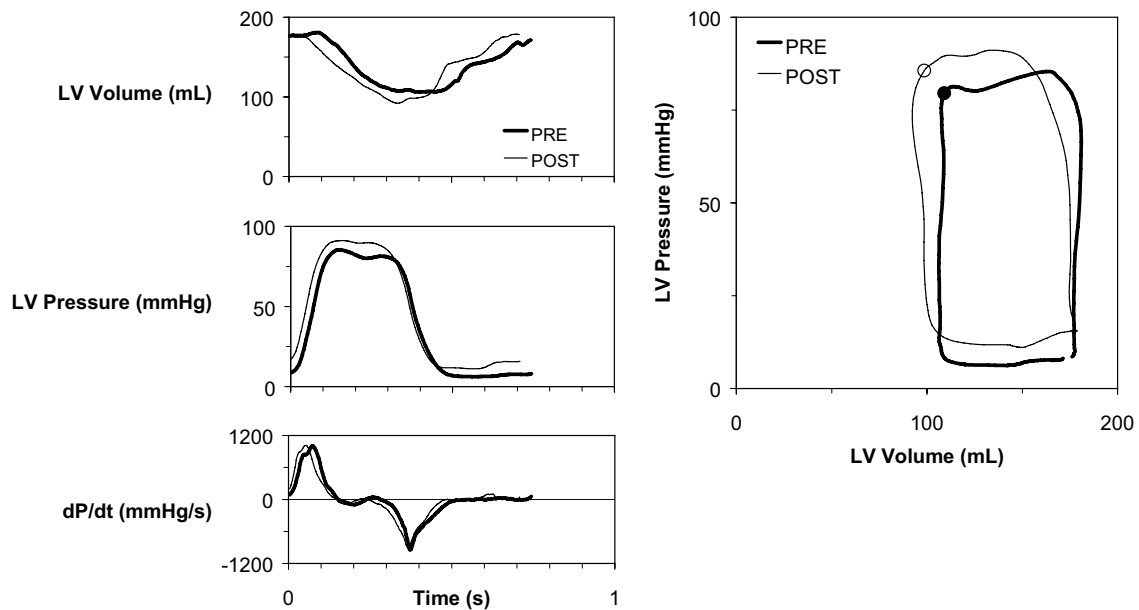 200
LV Volume (mL)
100
PRE
POST
0
100
LV Pressure (mmHg)
50
0
1200
dP/dt (mmHg/s)
0
-1200
0
Time (s)
1
100
PRE
POST
LV Pressure (mmHg)
50
0
0
100
200
LV Volume (mL)